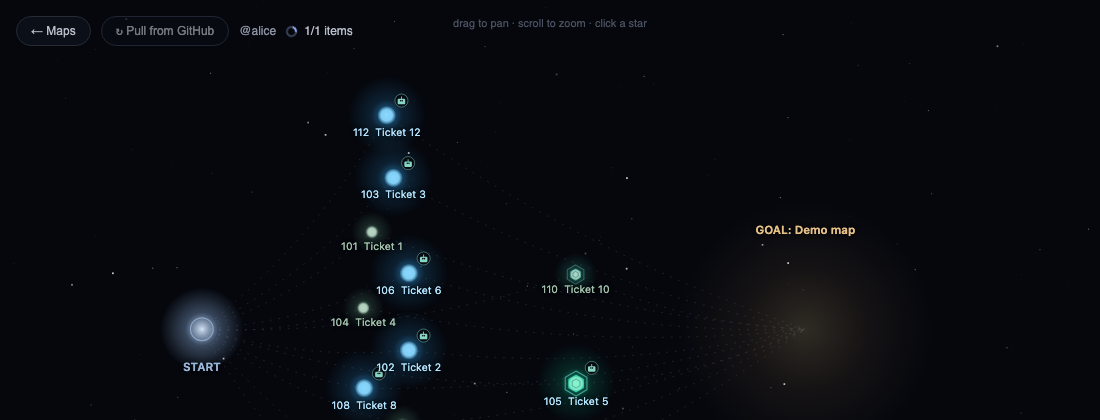 ← Maps
↻ Pull from GitHub
@alice
1/1 items
drag to pan · scroll to zoom · click a star
112 Ticket 12
103 Ticket 3
GOAL: Demo map
101 Ticket 1
106 Ticket 6
110 Ticket 10
104 Ticket 4
START
102 Ticket 2
108 Ticket 8
105 Ticket 5